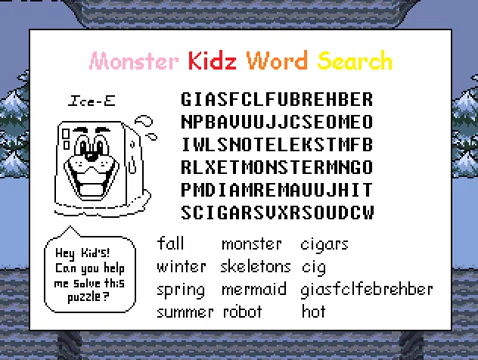 Monster Kidz Word Search
Ice-E
GIASFCLFUBREHBER
NPBAVUUJJCSEOMEO
IWLSNOTELEKSTMFB
RLXETMONSTERMNGO
PMDIAMREMAUUJHIT
SCIGARSVXRSOUDCW
Hey Kid's!
Can you help
me solve this
puzzle?
fall monster cigars
winter skeletons cig
spring mermaid giasfclfebrehber
summer robot hot